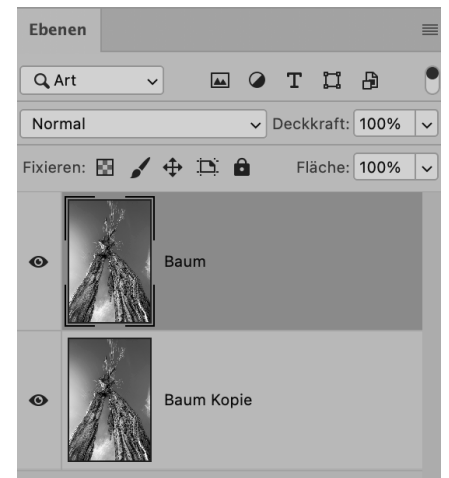 Ebenen
Art
Normal Deckkraft: 100%
Fixieren: Fläche: 100%
Baum
Baum Kopie